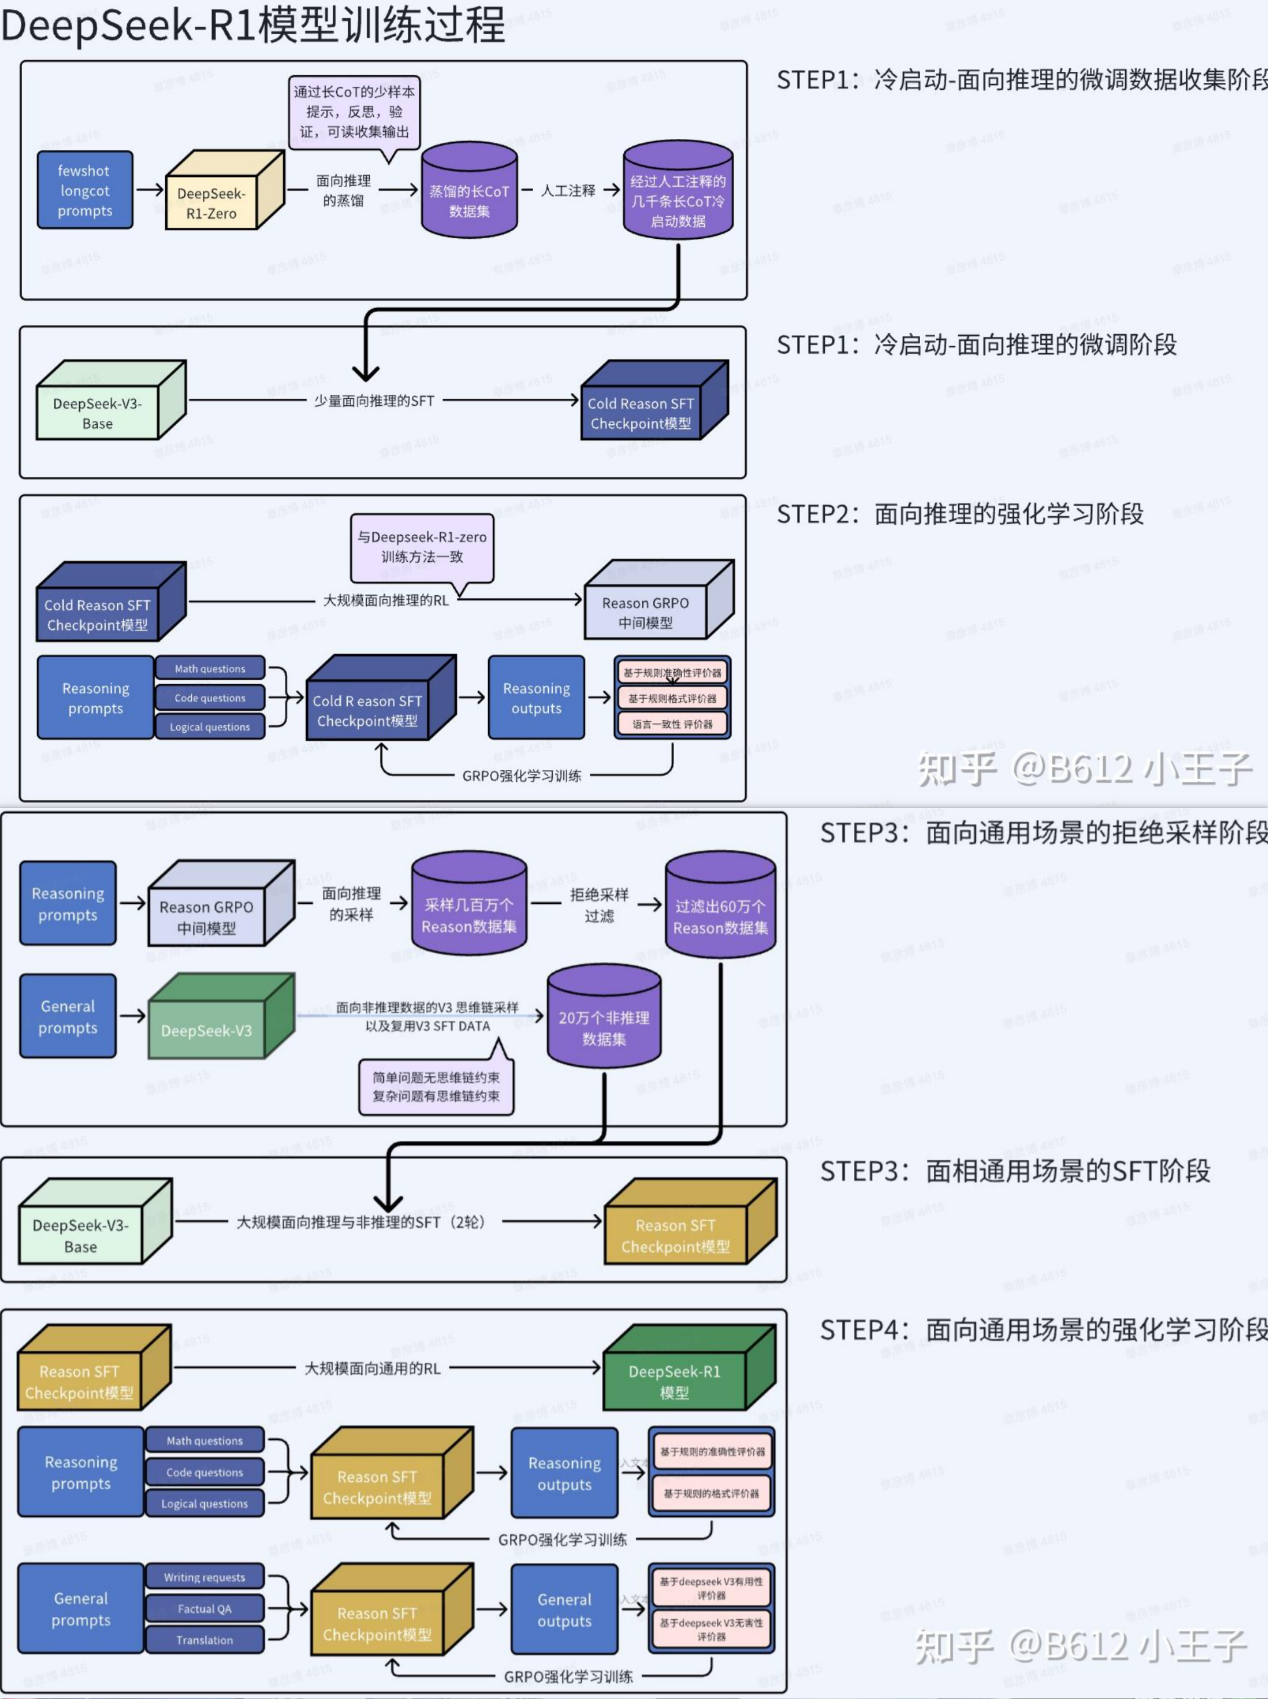 DeepSeek-R1模型训练过程
STEP1：冷启动-面向推理的微调数据收集阶段
通过长CoT的少样本
提示，反思，验
证，可读收集输出
fewshot
longcot
prompts
DeepSeek-
R1-Zero
面向推理
的蒸馏
蒸馏的长CoT
数据集
人工注释
经过人工注释的
几千条长CoT冷
启动数据
STEP1：冷启动-面向推理的微调阶段
DeepSeek-V3-
Base
少量面向推理的SFT
Cold Reason SFT
Checkpoint模型
STEP2：面向推理的强化学习阶段
与Deepseek-R1-zero
训练方法一致
Cold Reason SFT
Checkpoint模型
大规模面向推理的RL
Reason GRPO
中间模型
Reasoning
prompts
Math questions
Code questions
Logical questions
Cold R eason SFT
Checkpoint模型
Reasoning
outputs
基于规则准确性评价器
基于规则格式评价器
语言一致性 评价器
GRPO强化学习训练
知乎 @B612 小王子
STEP3：面向通用场景的拒绝采样阶段
Reasoning
prompts
Reason GRPO
中间模型
面向推理
的采样
采样几百万个
Reason数据集
拒绝采样
过滤
过滤出60万个
Reason数据集
General
prompts
DeepSeek-V3
面向非推理数据的V3 思维链采样
以及复用V3 SFT DATA
20万个非推理
数据集
简单问题无思维链约束
复杂问题有思维链约束
STEP3：面相通用场景的SFT阶段
DeepSeek-V3-
Base
大规模面向推理与非推理的SFT（2轮）
Reason SFT
Checkpoint模型
STEP4：面向通用场景的强化学习阶段
Reason SFT
Checkpoint模型
大规模面向通用的RL
DeepSeek-R1
模型
Reasoning
prompts
Math questions
Code questions
Logical questions
Reason SFT
Checkpoint模型
Reasoning
outputs
基于规则的准确性评价器
基于规则的格式评价器
GRPO强化学习训练
General
prompts
Writing requests
Factual QA
Translation
Reason SFT
Checkpoint模型
General
outputs
基于deepseek V3有用性
评价器
基于deepseek V3无害性
评价器
GRPO强化学习训练
知乎 @B612 小王子